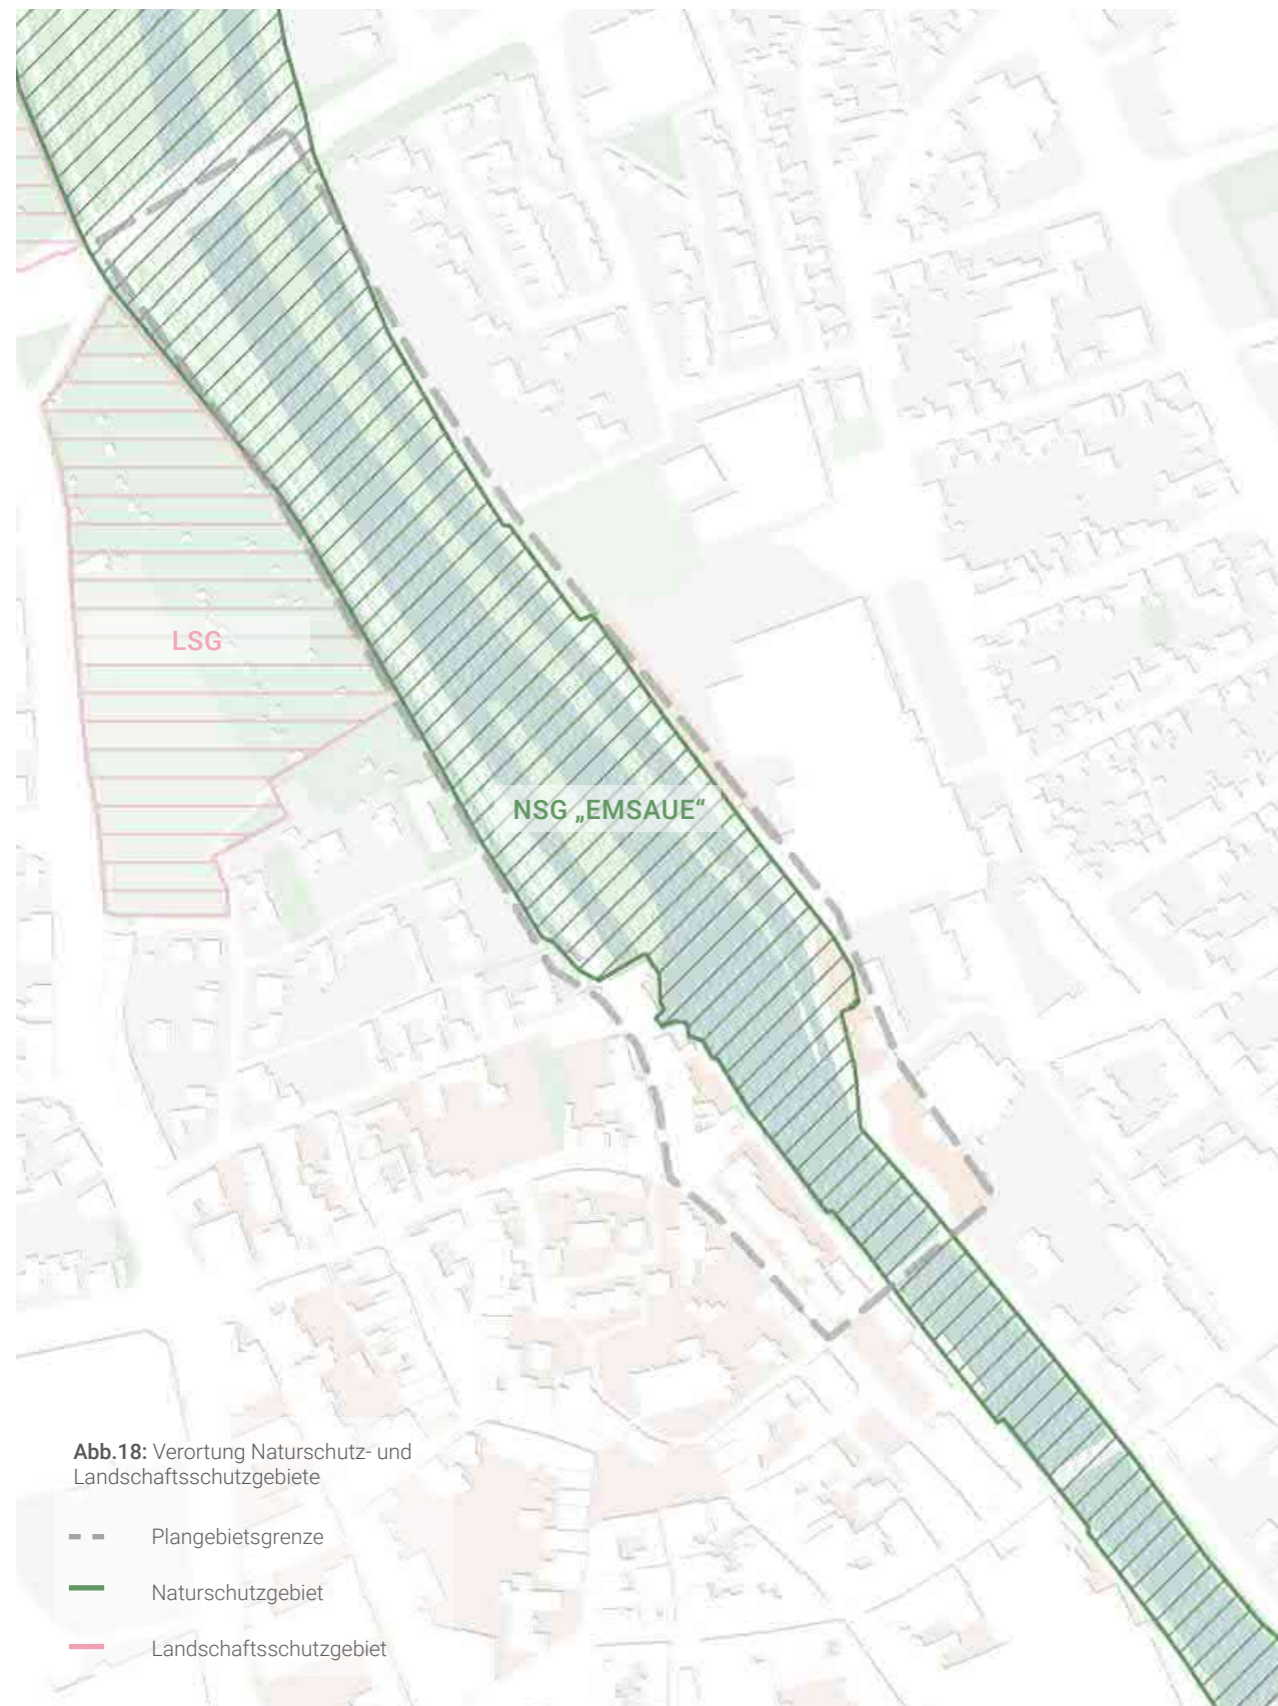 LSG
NSG „EMSAUE“
Abb.18: Verortung Naturschutz- und
Landschaftsschutzgebiete
Plangebietsgrenze
Naturschutzgebiet
Landschaftsschutzgebiet